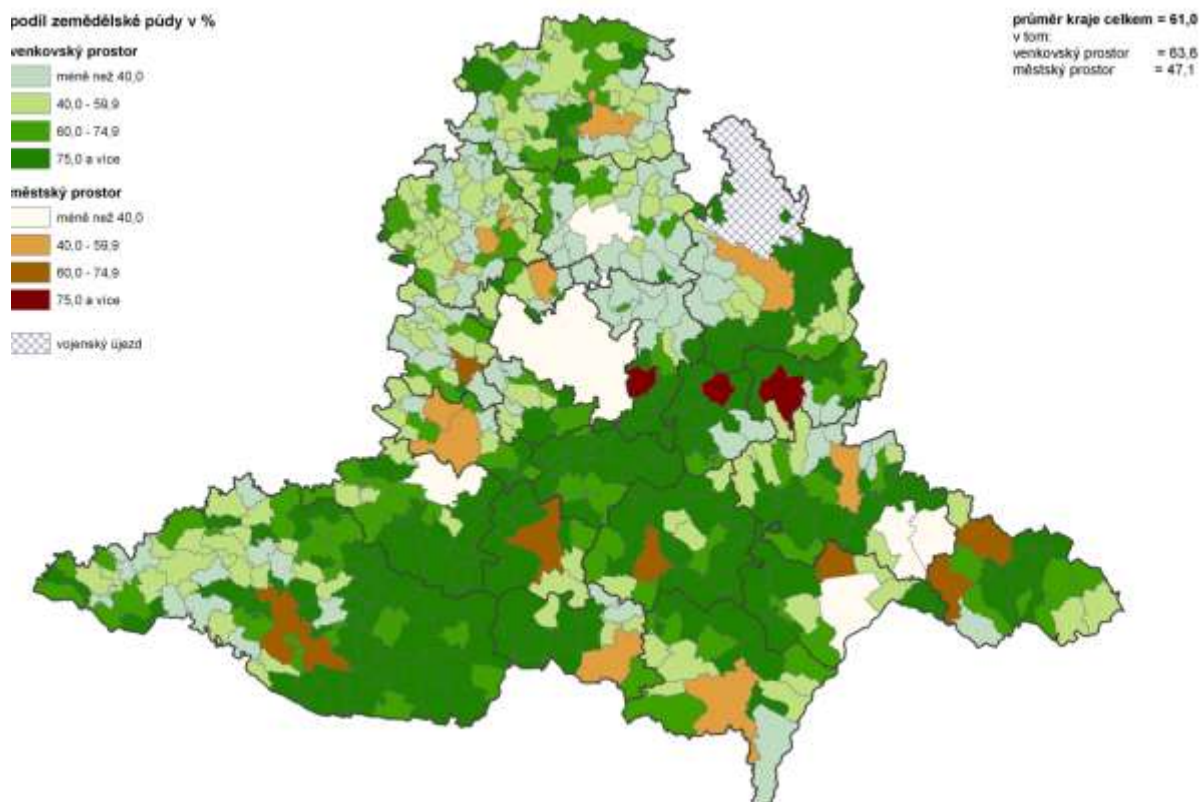 podíl zemědělské půdy v %
venkovský prostor
méně než 40,0
40,0 - 59,9
60,0 - 74,9
75,0 a více
městský prostor
méně než 40,0
40,0 - 59,9
60,0 - 74,9
75,0 a více
vojenský újezd
průměr kraje celkem = 61,0
v tom:
venkovský prostor = 63,6
městský prostor = 47,1